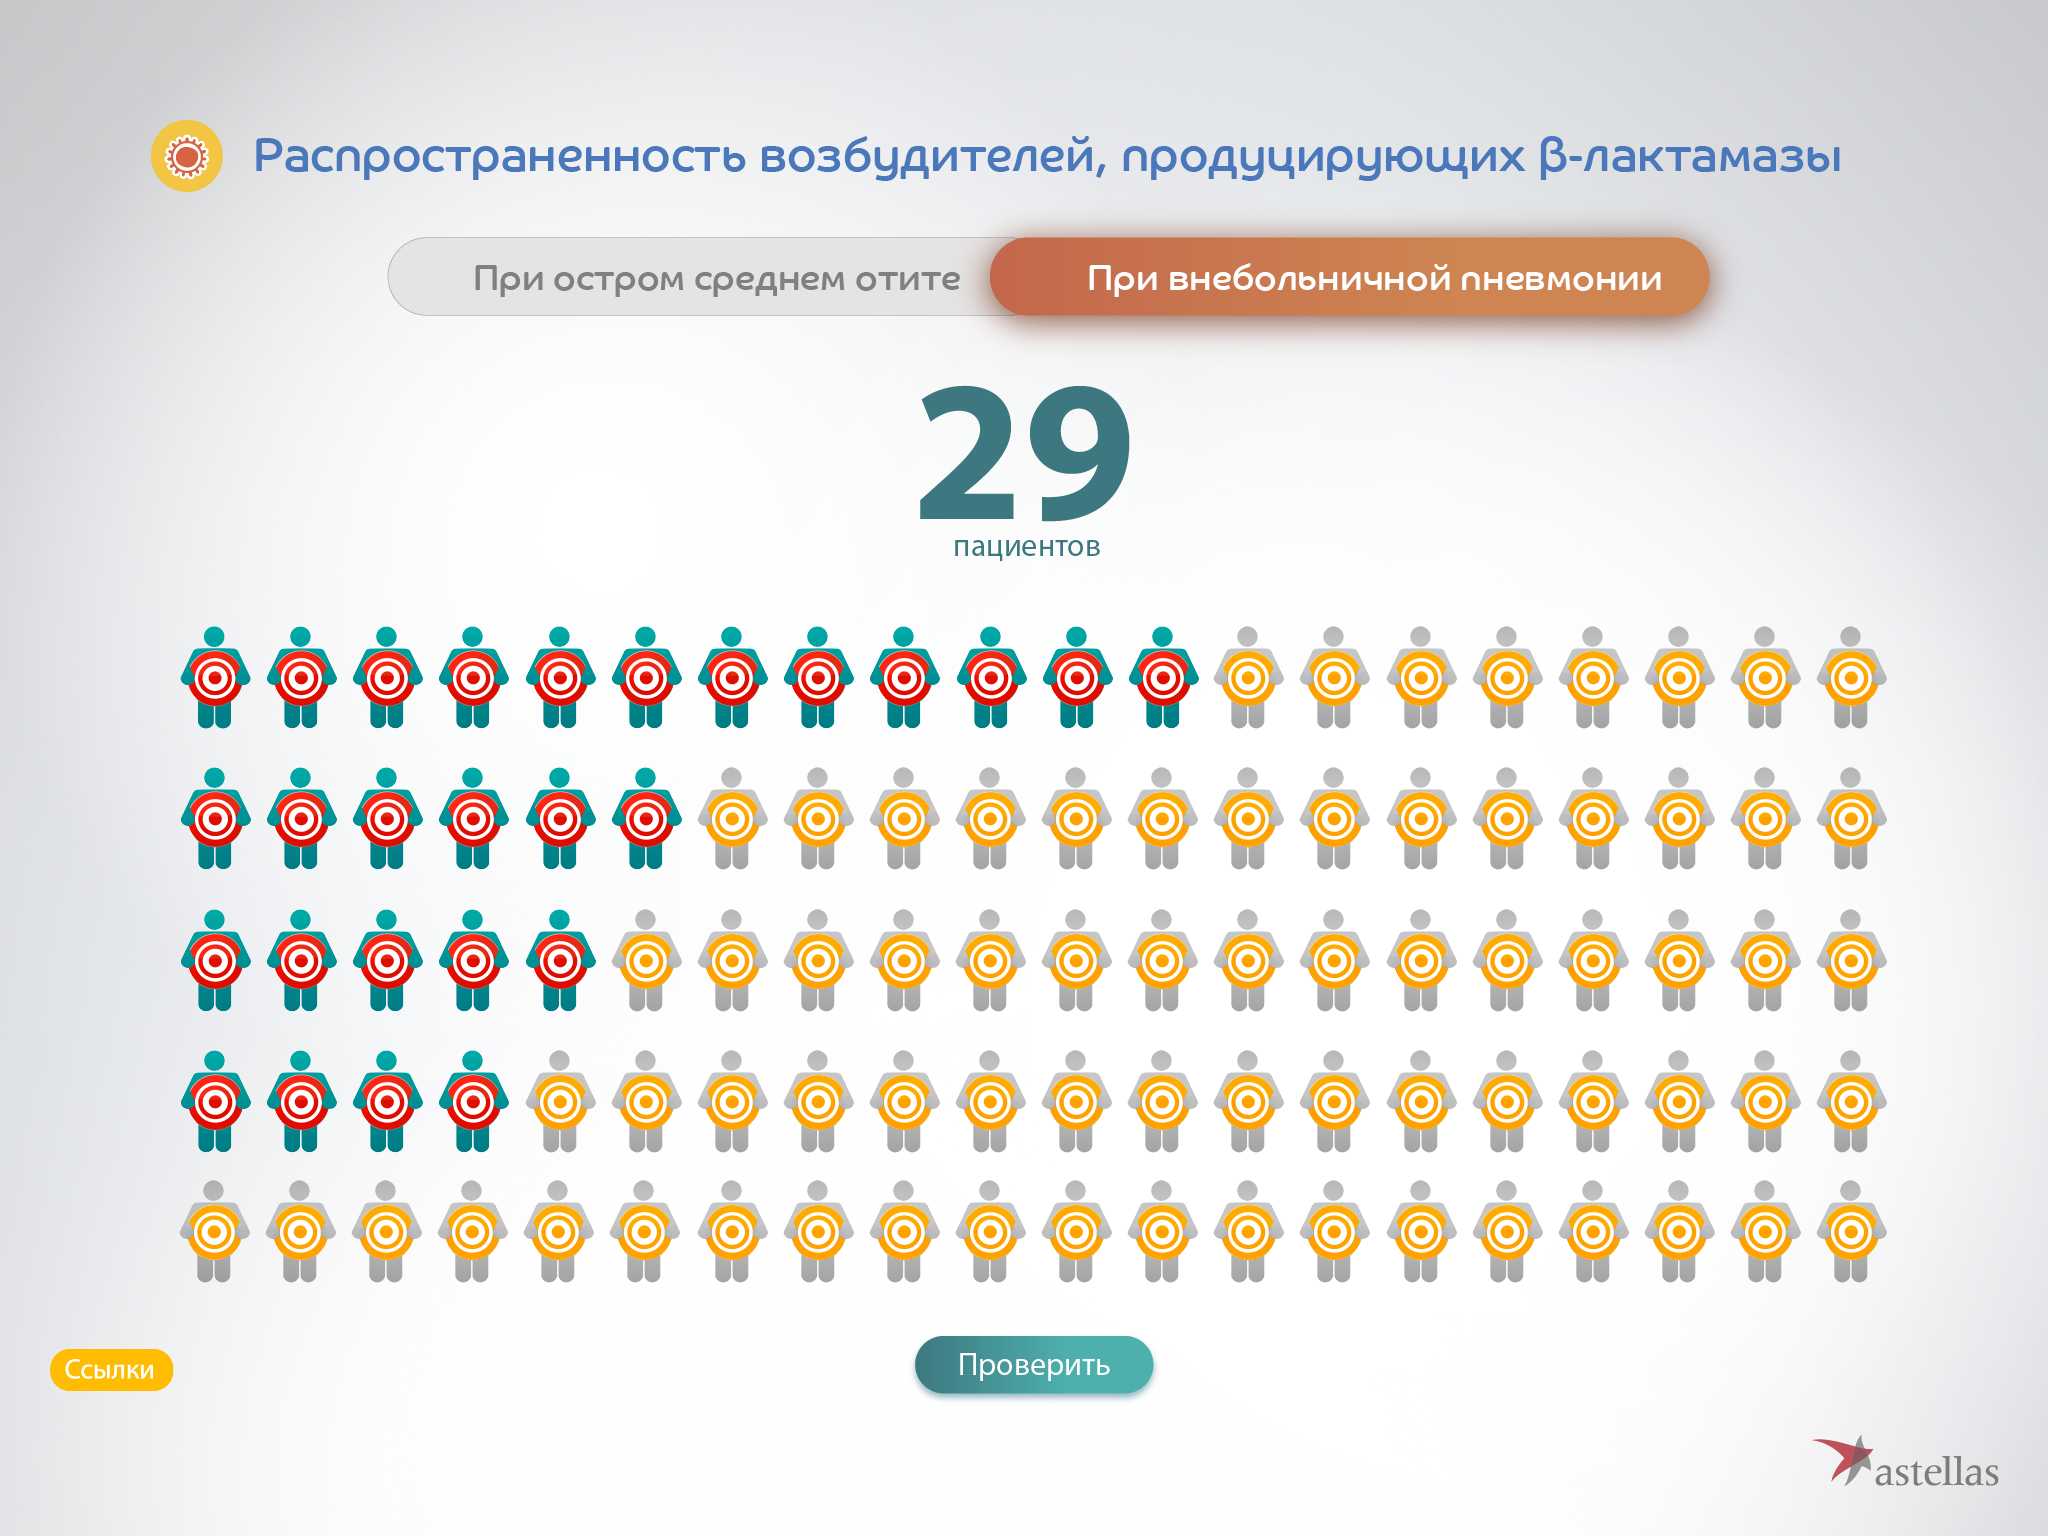 Распространенность возбудителей, продуцирующих β-лактамазы
При остром среднем отите
При внебольничной пневмонии
29
пациентов
Ссылки
Проверить
astellas